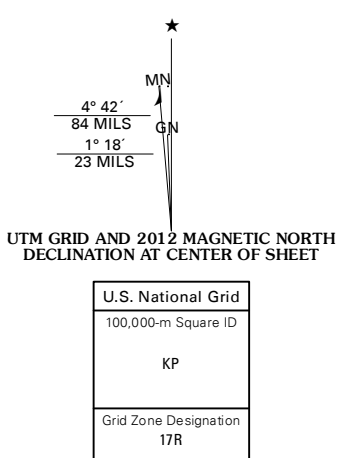 ★
MN
4° 42´
84 MILS
GN
1° 18´
23 MILS
UTM GRID AND 2012 MAGNETIC NORTH
DECLINATION AT CENTER OF SHEET
U.S. National Grid
100,000-m Square ID
KP
Grid Zone Designation
17R